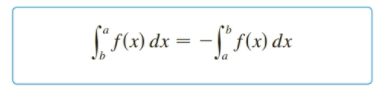 ∫_b^a f(x) dx = −∫_a^b f(x) dx